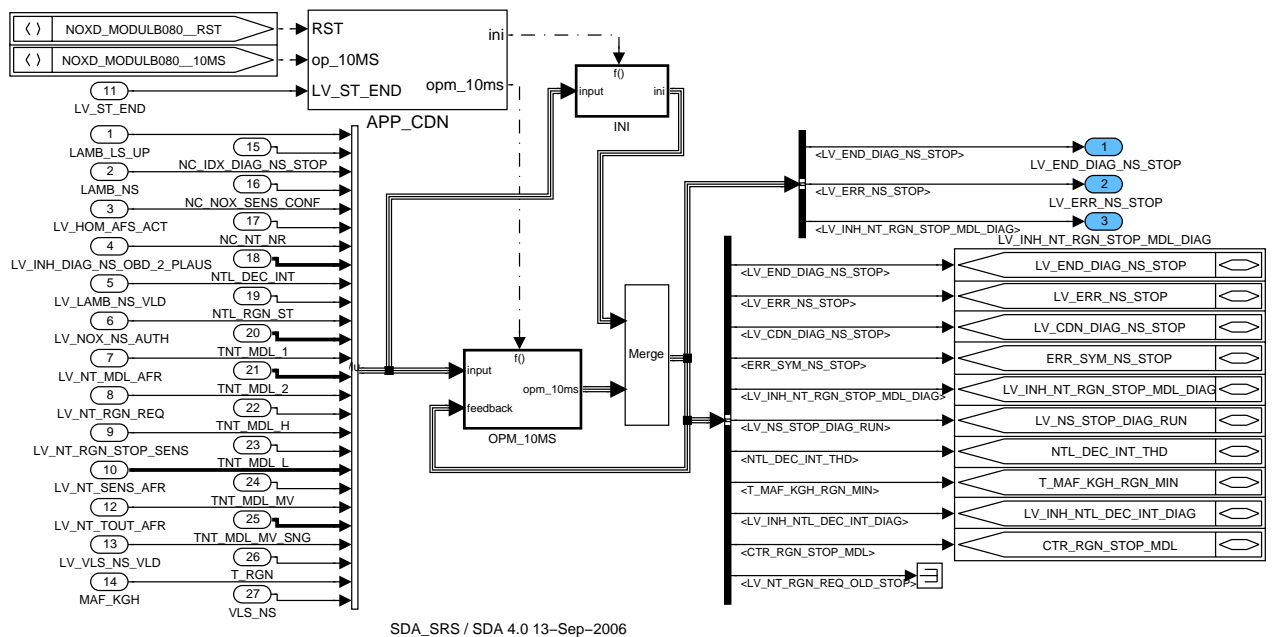 NOXD_MODULB080__RST
NOXD_MODULB080__10MS
11
LV_ST_END
RST
op_10MS
LV_ST_END
ini
opm_10ms
APP_CDN
f()
input
ini
INI
1
LAMB_LS_UP
2
LAMB_NS
3
LV_HOM_AFS_ACT
4
LV_INH_DIAG_NS_OBD_2_PLAUS
5
LV_LAMB_NS_VLD
6
LV_NOX_NS_AUTH
7
LV_NT_MDL_AFR
8
LV_NT_RGN_REQ
9
LV_NT_RGN_STOP_SENS
10
LV_NT_SENS_AFR
12
LV_NT_TOUT_AFR
13
LV_VLS_NS_VLD
14
MAF_KGH
15
NC_IDX_DIAG_NS_STOP
16
NC_NOX_SENS_CONF
17
NC_NT_NR
18
NTL_DEC_INT
19
NTL_RGN_ST
20
TNT_MDL_1
21
TNT_MDL_2
22
TNT_MDL_H
23
TNT_MDL_L
24
TNT_MDL_MV
25
TNT_MDL_MV_SNG
26
T_RGN
27
VLS_NS
f()
input
feedback
opm_10ms
OPM_10MS
Merge
<LV_END_DIAG_NS_STOP>
<LV_ERR_NS_STOP>
<LV_INH_NT_RGN_STOP_MDL_DIAG>
1
LV_END_DIAG_NS_STOP
2
LV_ERR_NS_STOP
3
LV_INH_NT_RGN_STOP_MDL_DIAG
<LV_END_DIAG_NS_STOP>
LV_END_DIAG_NS_STOP
<LV_ERR_NS_STOP>
LV_ERR_NS_STOP
<LV_CDN_DIAG_NS_STOP>
LV_CDN_DIAG_NS_STOP
<ERR_SYM_NS_STOP>
ERR_SYM_NS_STOP
<LV_INH_NT_RGN_STOP_MDL_DIAG>
LV_INH_NT_RGN_STOP_MDL_DIAG
<LV_NS_STOP_DIAG_RUN>
LV_NS_STOP_DIAG_RUN
<NTL_DEC_INT_THD>
NTL_DEC_INT_THD
<T_MAF_KGH_RGN_MIN>
T_MAF_KGH_RGN_MIN
<LV_INH_NTL_DEC_INT_DIAG>
LV_INH_NTL_DEC_INT_DIAG
<CTR_RGN_STOP_MDL>
CTR_RGN_STOP_MDL
<LV_NT_RGN_REQ_OLD_STOP>
SDA_SRS / SDA 4.0 13−Sep−2006